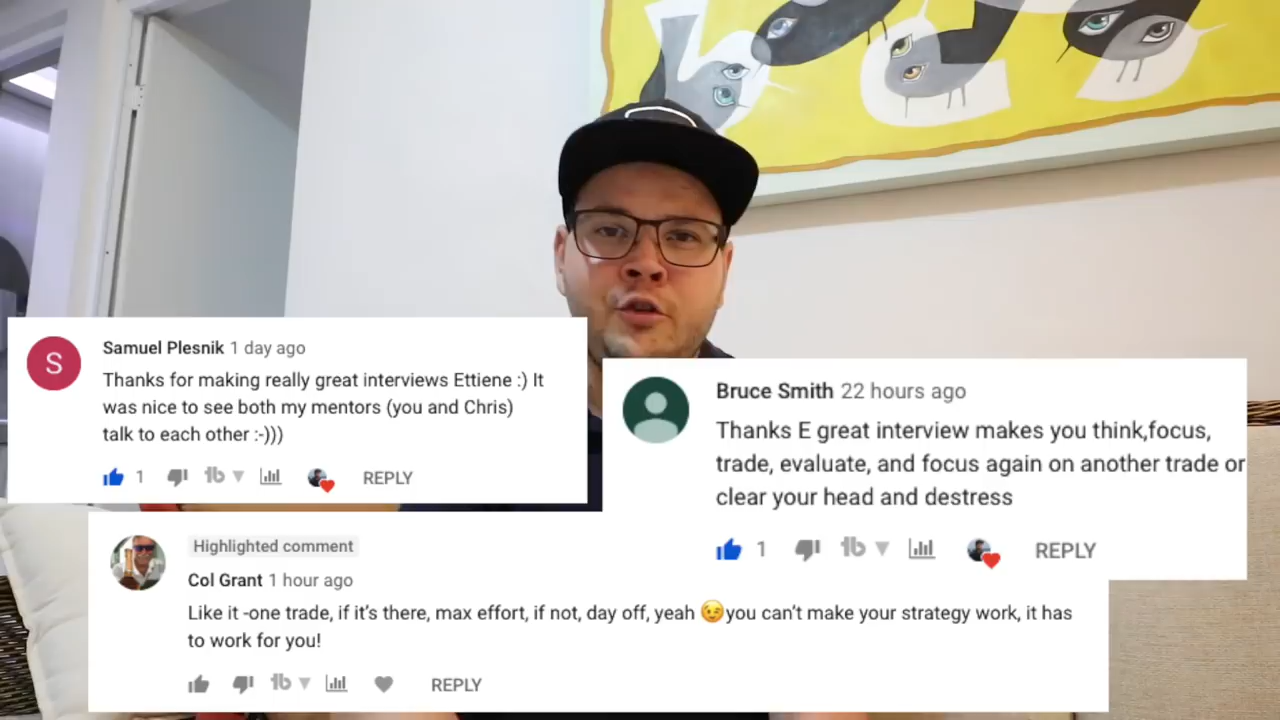 S
Samuel Plesnik 1 day ago
Thanks for making really great interviews Ettiene :) It
was nice to see both my mentors (you and Chris)
talk to each other :-)))
1
tb
REPLY
Bruce Smith 22 hours ago
Thanks E great interview makes you think,focus,
trade, evaluate, and focus again on another trade or
clear your head and destress
1
tb
REPLY
Highlighted comment
Col Grant 1 hour ago
Like it -one trade, if it's there, max effort, if not, day off, yeah 😉you can't make your strategy work, it has
to work for you!
tb
REPLY